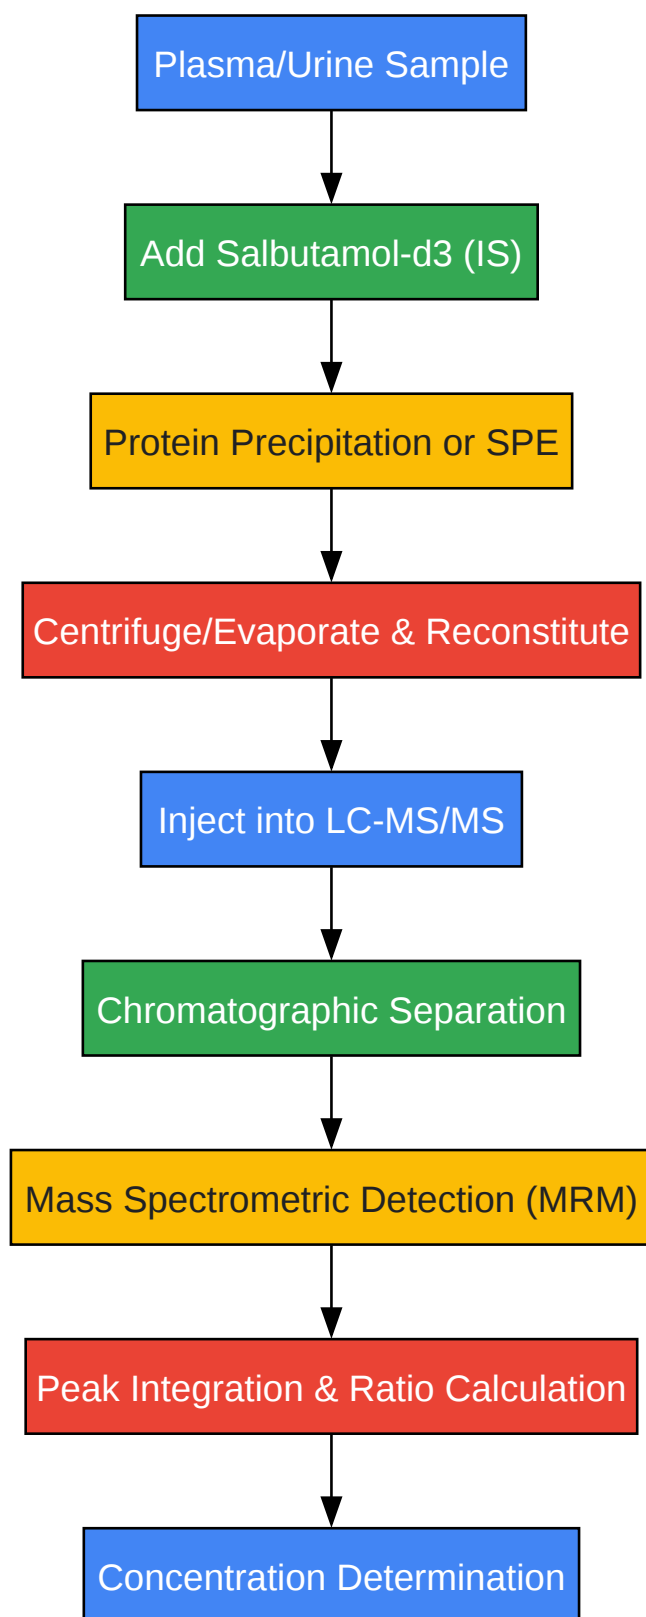 Plasma/Urine Sample
Add Salbutamol-d3 (IS)
Protein Precipitation or SPE
Centrifuge/Evaporate & Reconstitute
Inject into LC-MS/MS
Chromatographic Separation
Mass Spectrometric Detection (MRM)
Peak Integration & Ratio Calculation
Concentration Determination